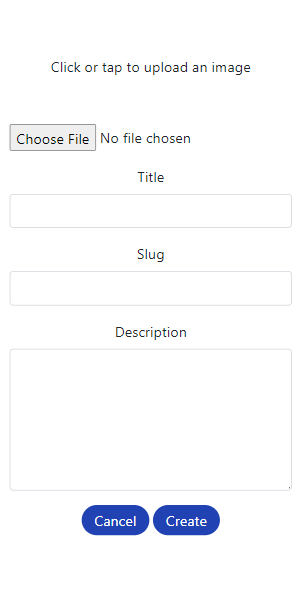 Click or tap to upload an image
Choose File No file chosen
Title
Slug
Description
Cancel Create